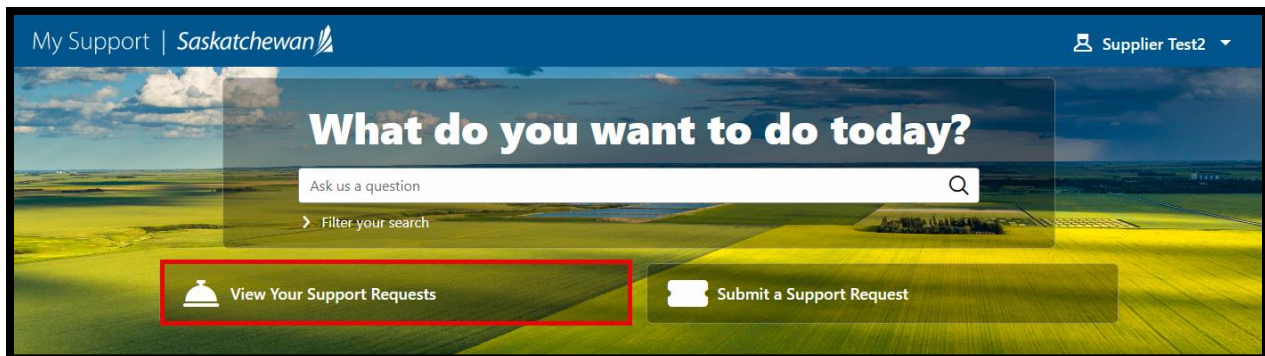 My Support | Saskatchewan
Supplier Test2
What do you want to do today?
Ask us a question
Filter your search
View Your Support Requests
Submit a Support Request